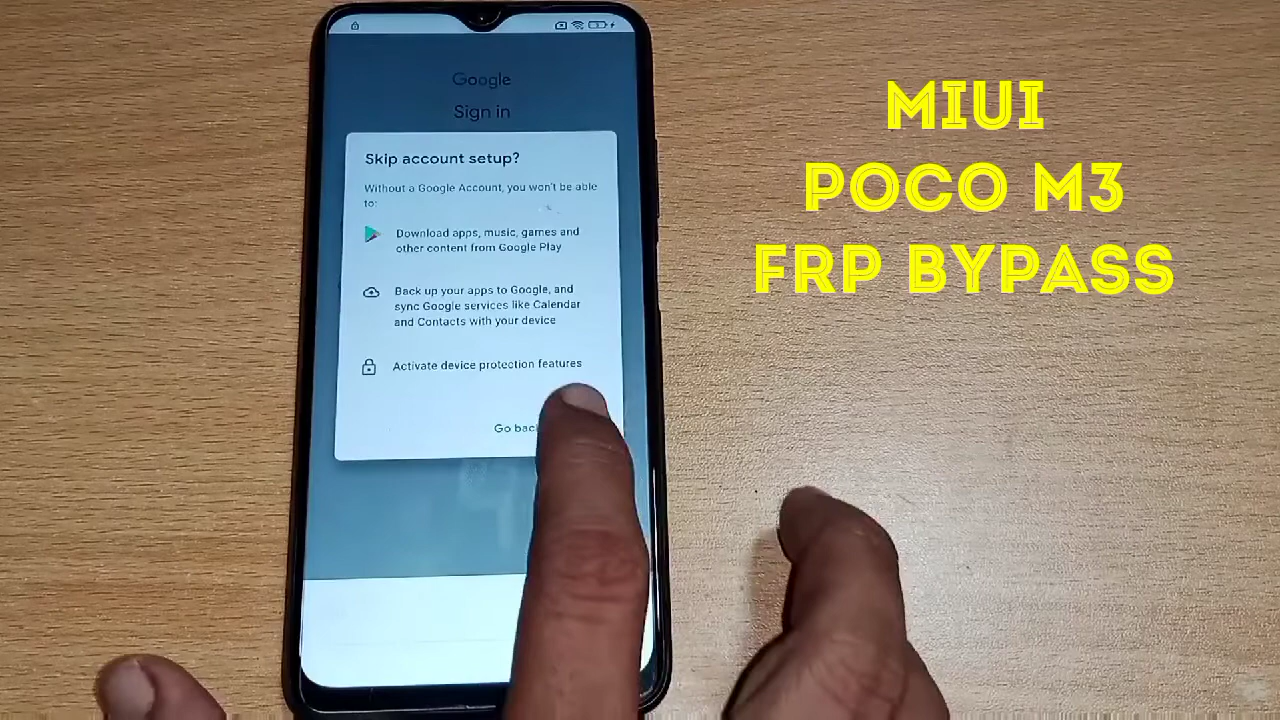 Google
Sign in
Skip account setup?
Without a Google Account, you won't be able
to:
Download apps, music, games and
other content from Google Play
Back up your apps to Google, and
sync Google services like Calendar
and Contacts with your device
Activate device protection features
Go back
MIUI
POCO M3
FRP BYPASS